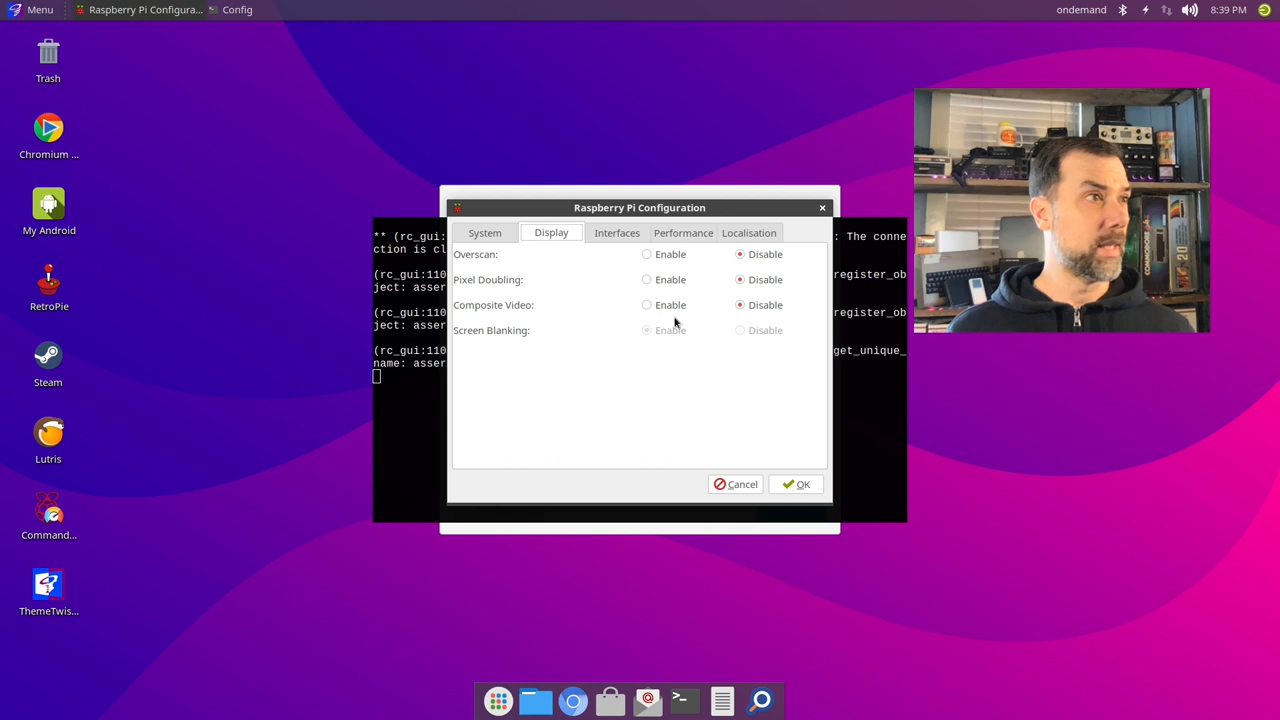 Menu
Raspberry Pi Configura...
Config
ondemand
8:39 PM
Trash
Chromium ...
My Android
RetroPie
Steam
Lutris
Command...
ThemeTwis...
** (rc_gui:
: The conne
ction is cl
(rc_gui:110
register_ob
ject: asser
(rc_gui:110
register_ob
ject: asser
(rc_gui:110
get_unique_
name: asser
Raspberry Pi Configuration
System
Display
Interfaces
Performance
Localisation
Overscan:
Enable
Disable
Pixel Doubling:
Enable
Disable
Composite Video:
Enable
Disable
Screen Blanking:
Enable
Disable
Cancel
OK
COMMODORE